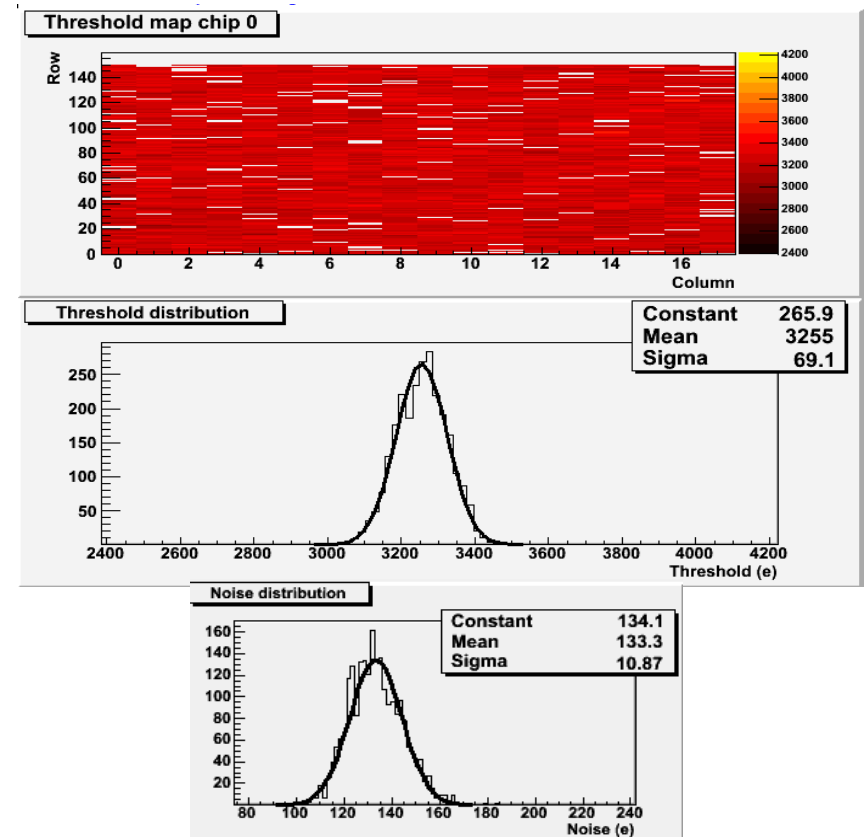 Threshold map chip 0
Row
140
120
100
80
60
40
20
0
0 2 4 6 8 10 12 14 16
Column
4200
4000
3800
3600
3400
3200
3000
2800
2600
2400
Threshold distribution
Constant 265.9
Mean 3255
Sigma 69.1
250
200
150
100
50
2400 2600 2800 3000 3200 3400 3600 3800 4000 4200
Threshold (e)
Noise distribution
Constant 134.1
Mean 133.3
Sigma 10.87
160
140
120
100
80
60
40
20
80 100 120 140 160 180 200 220 240
Noise (e)